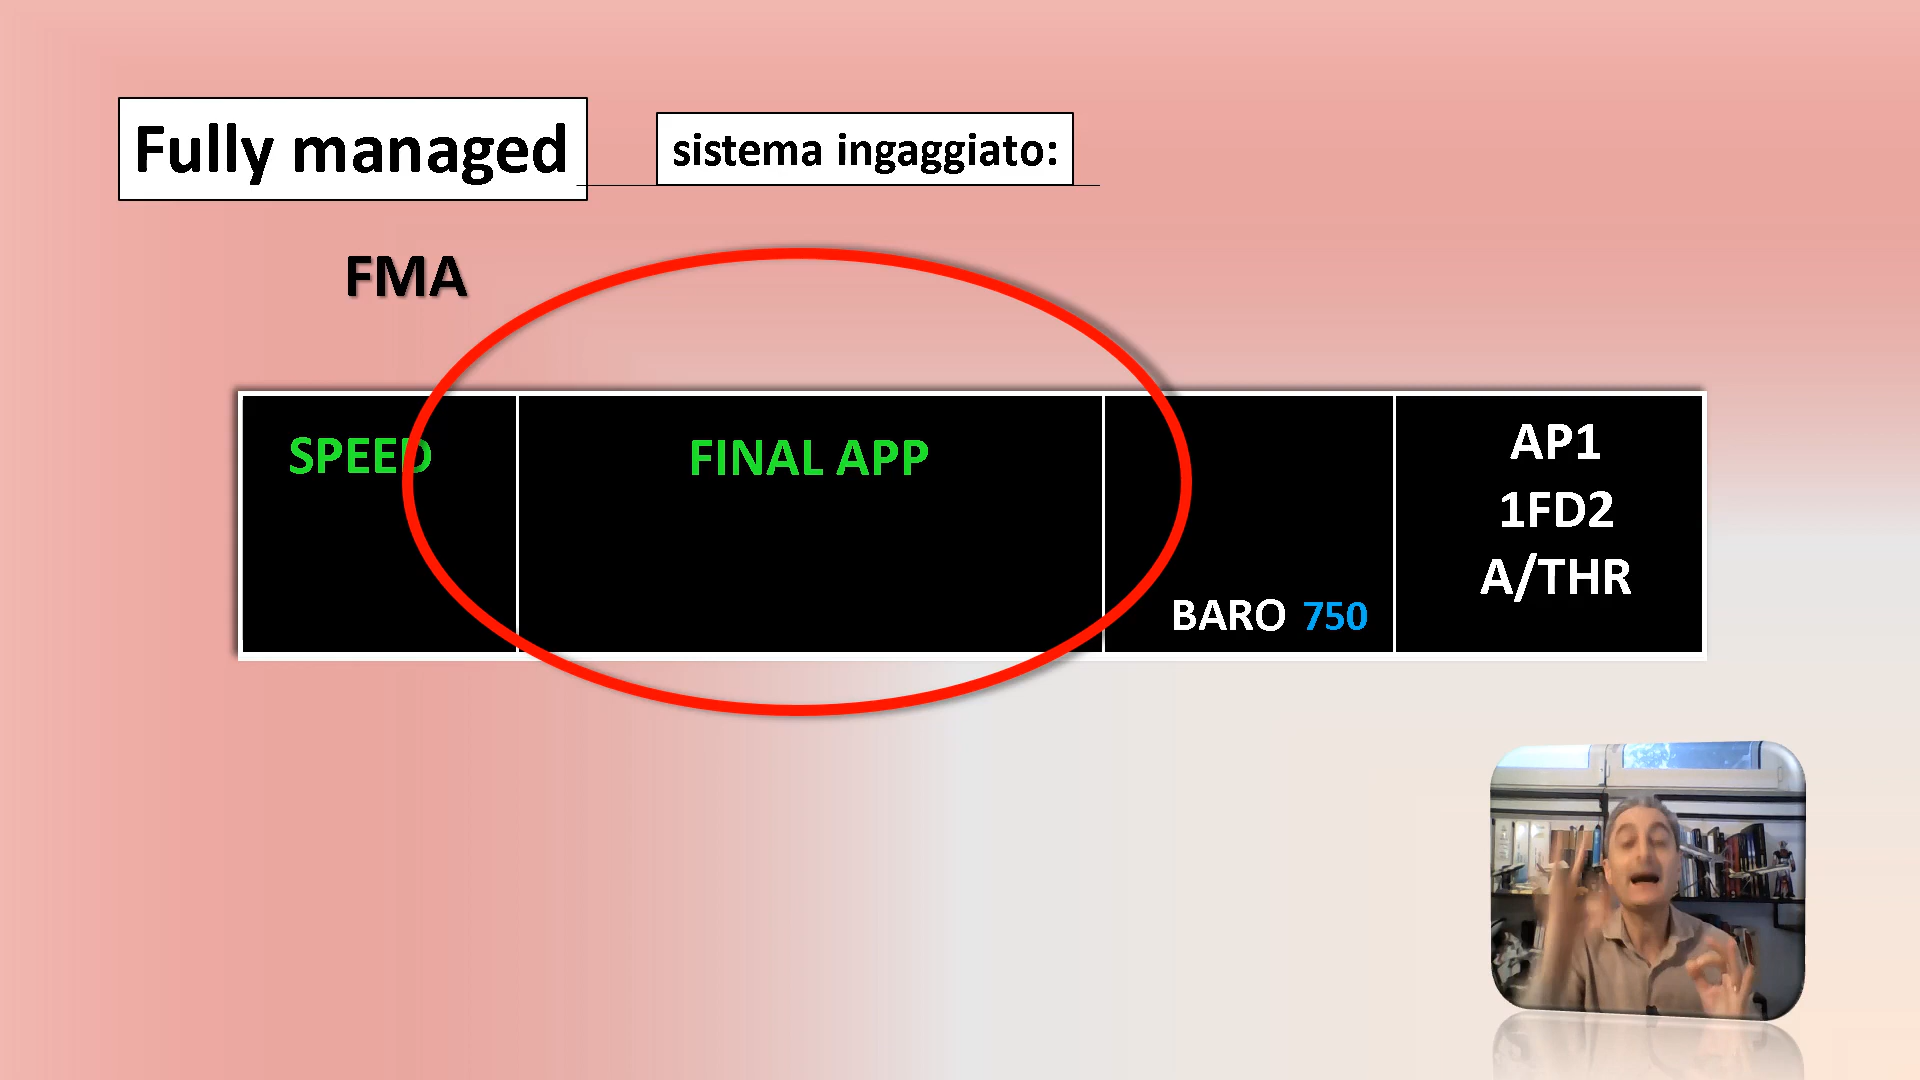 Fully managed
sistema ingaggiato:
FMA
SPEED
FINAL APP
BARO 750
AP1
1FD2
A/THR